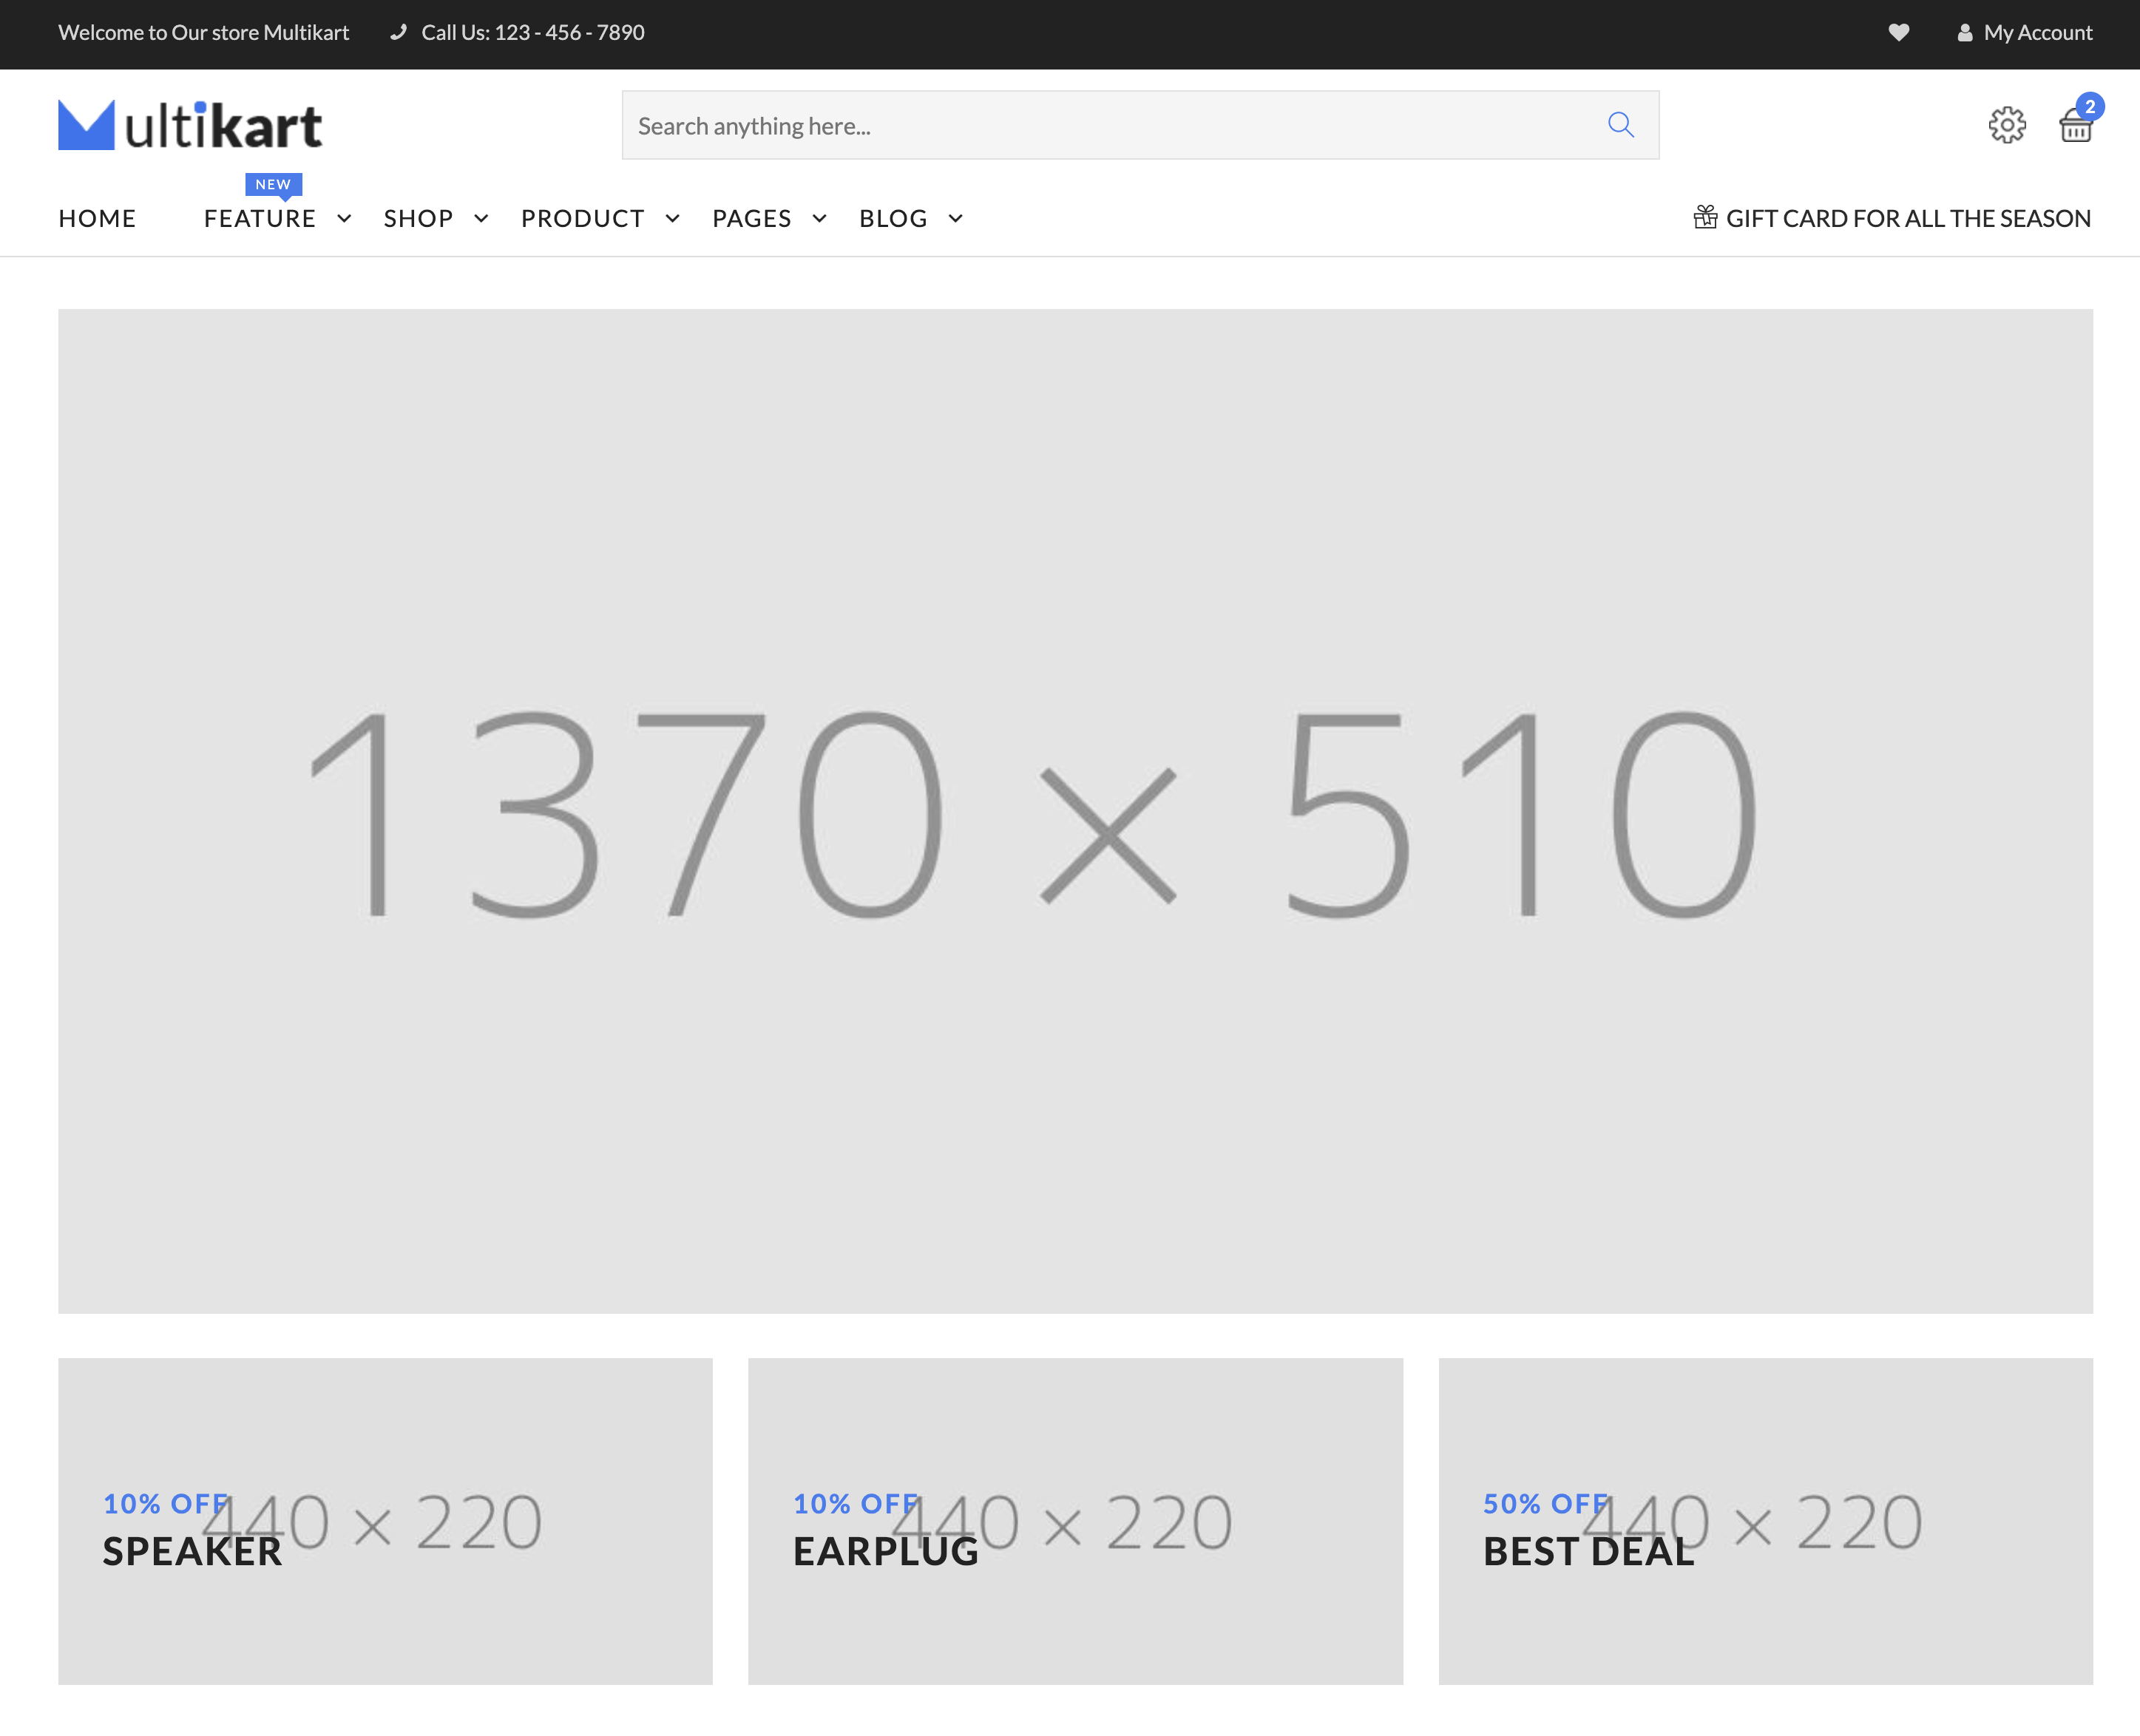 Welcome to Our store Multikart Call Us: 123 - 456 - 7890 My Account
Multikart
Search anything here...
2
NEW
HOME FEATURE SHOP PRODUCT PAGES BLOG GIFT CARD FOR ALL THE SEASON
1370 × 510
10% OFF
440 × 220
SPEAKER
10% OFF
440 × 220
EARPLUG
50% OFF
440 × 220
BEST DEAL